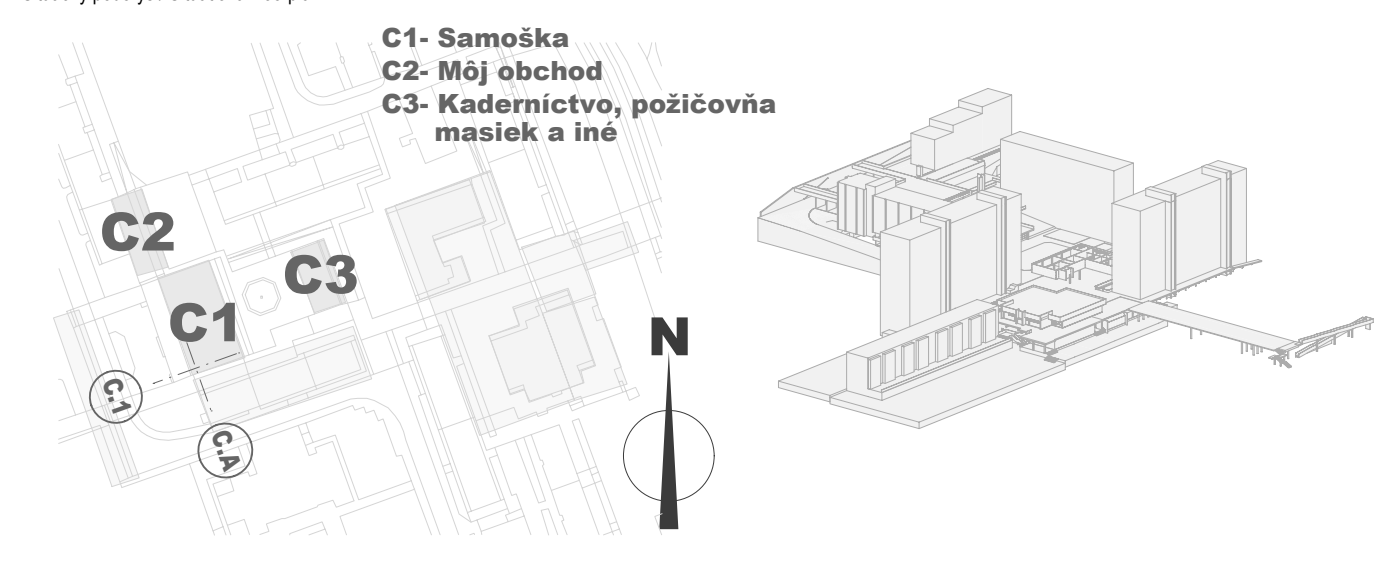 C1- Samoška
C2- Môj obchod
C3- Kaderníctvo, požičovňa
masiek a iné
C2
C3
C1
N
C.1
C.A